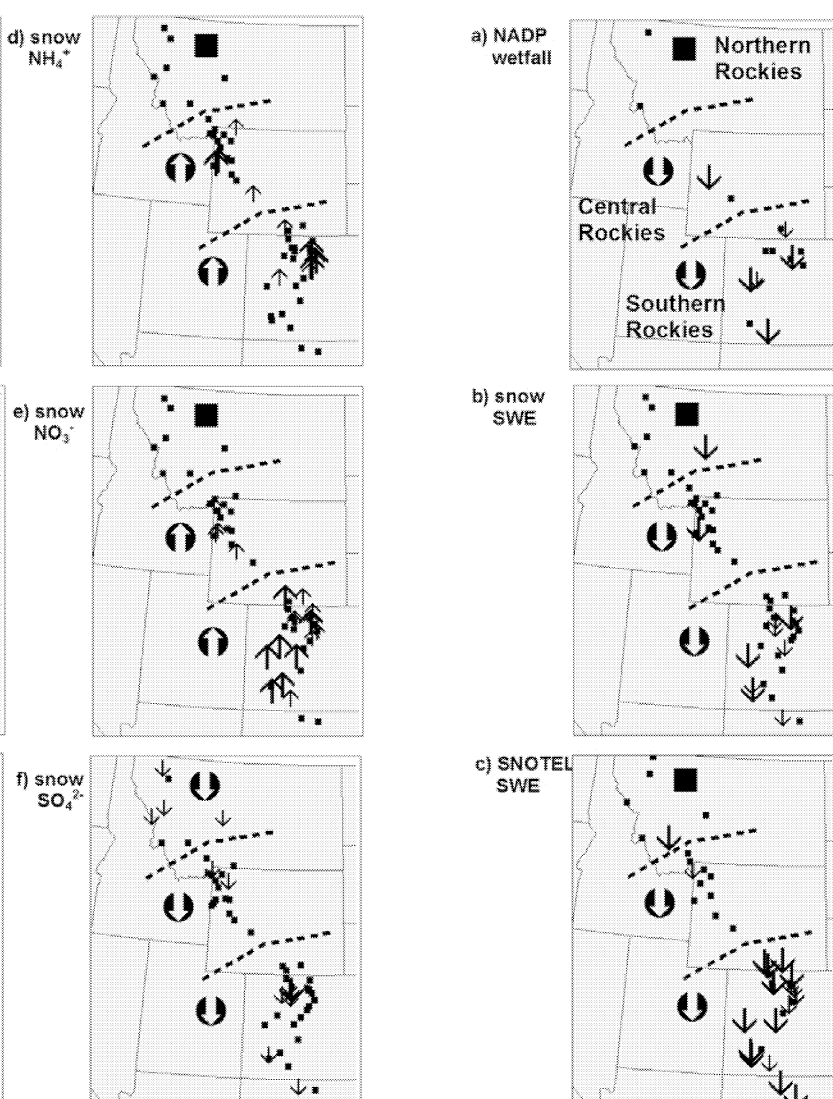 d) snow
NH₄⁺
a) NADP
wetfall
Northern
Rockies
Central
Rockies
Southern
Rockies
e) snow
NO₃⁻
b) snow
SWE
f) snow
SO₄²⁻
c) SNOTEL
SWE